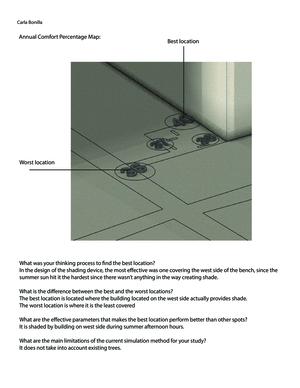 Carla Bonilla
Annual Comfort Percentage Map:
Best location
Worst location
What was your thinking process to find the best location?
In the design of the shading device, the most effective was one covering the west side of the bench, since the
summer sun hit it the hardest since there wasn't anything in the way creating shade.
What is the difference between the best and the worst locations?
The best location is located where the building located on the west side actually provides shade.
The worst location is where it is the least covered
What are the effective parameters that makes the best location perform better than other spots?
It is shaded by building on west side during summer afternoon hours.
What are the main limitations of the current simulation method for your study?
It does not take into account existing trees.